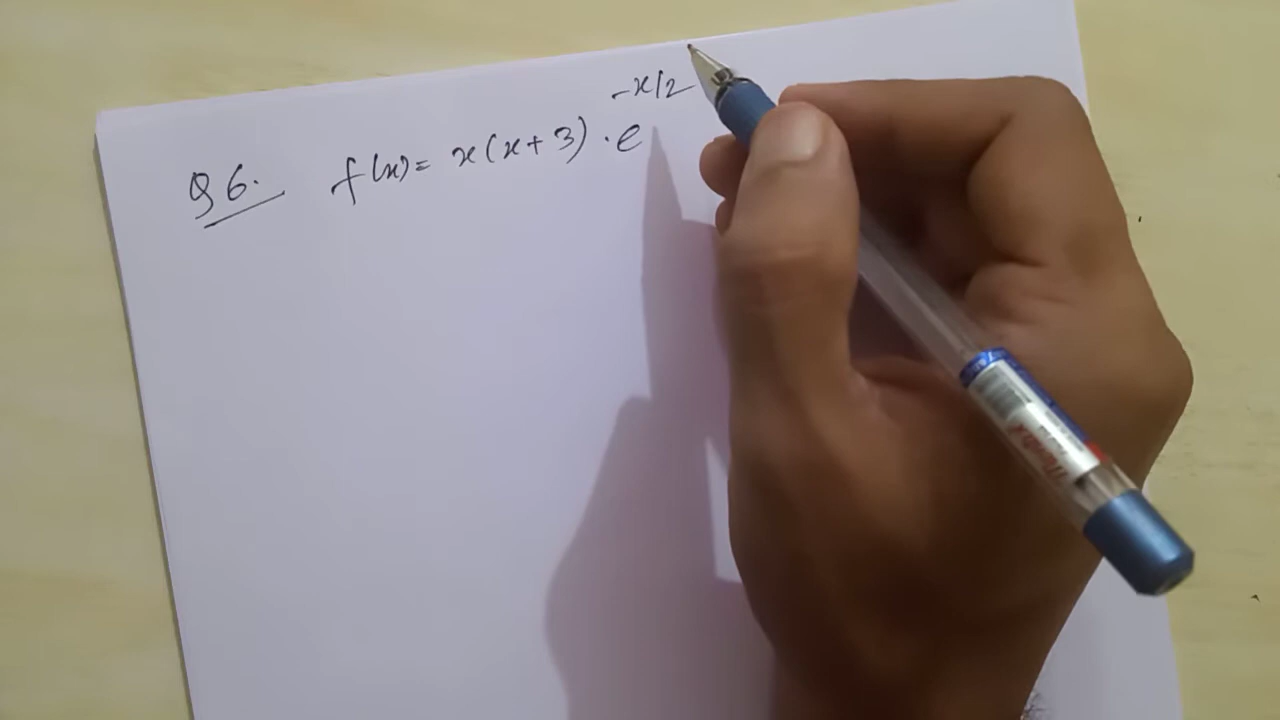 Q6. f(x)= x(x+3).e^-x/2